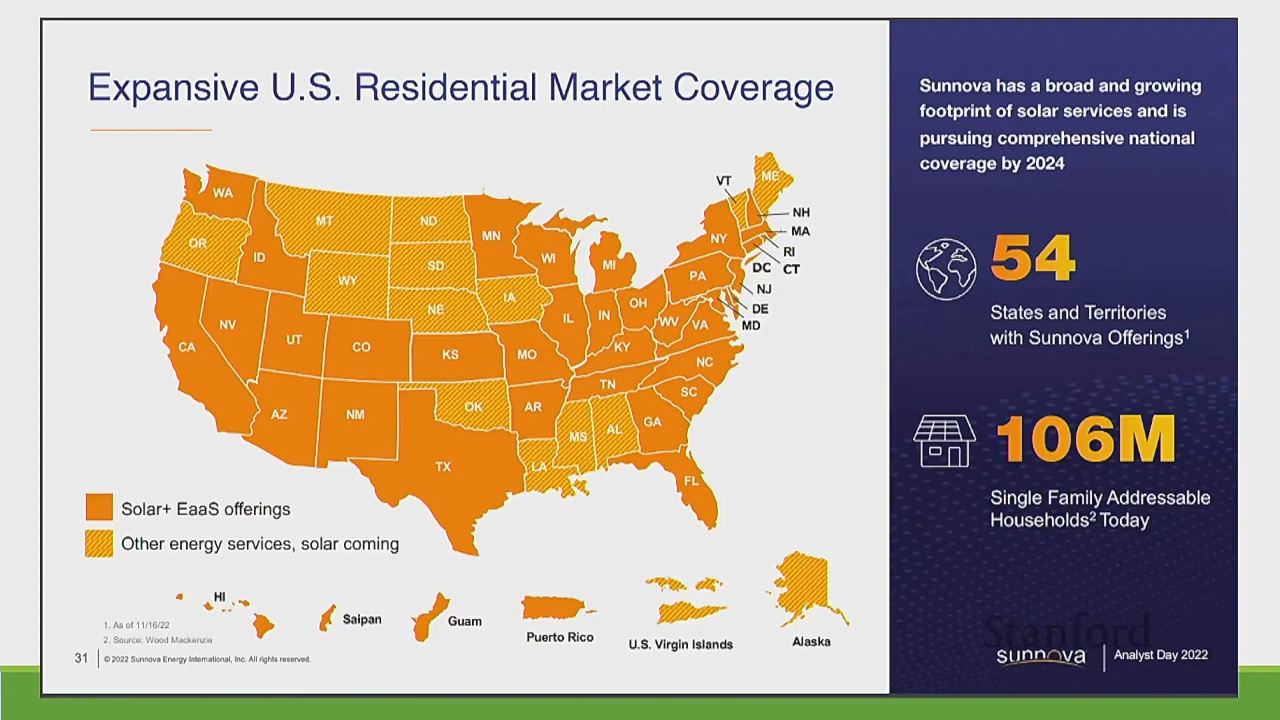 Expansive U.S. Residential Market Coverage
WA
MT
ND
MN
OR
ID
WY
SD
WI
MI
NY
VT
ME
NH
MA
RI
CT
DC
NJ
DE
MD
PA
NE
IA
IL
IN
OH
WV
VA
NV
UT
CO
CA
KS
MO
KY
NC
TN
SC
AZ
NM
OK
AR
MS
AL
GA
TX
LA
FL
Solar+ EaaS offerings
Other energy services, solar coming
HI
Saipan
Guam
Puerto Rico
U.S. Virgin Islands
Alaska
1. As of 11/16/22
2. Source: Wood Mackenzie
31
© 2022 Sunnova Energy International, Inc. All rights reserved.
Sunnova has a broad and growing
footprint of solar services and is
pursuing comprehensive national
coverage by 2024
54
States and Territories
with Sunnova Offerings1
106M
Single Family Addressable
Households2 Today
Stanford
sunnova
Analyst Day 2022